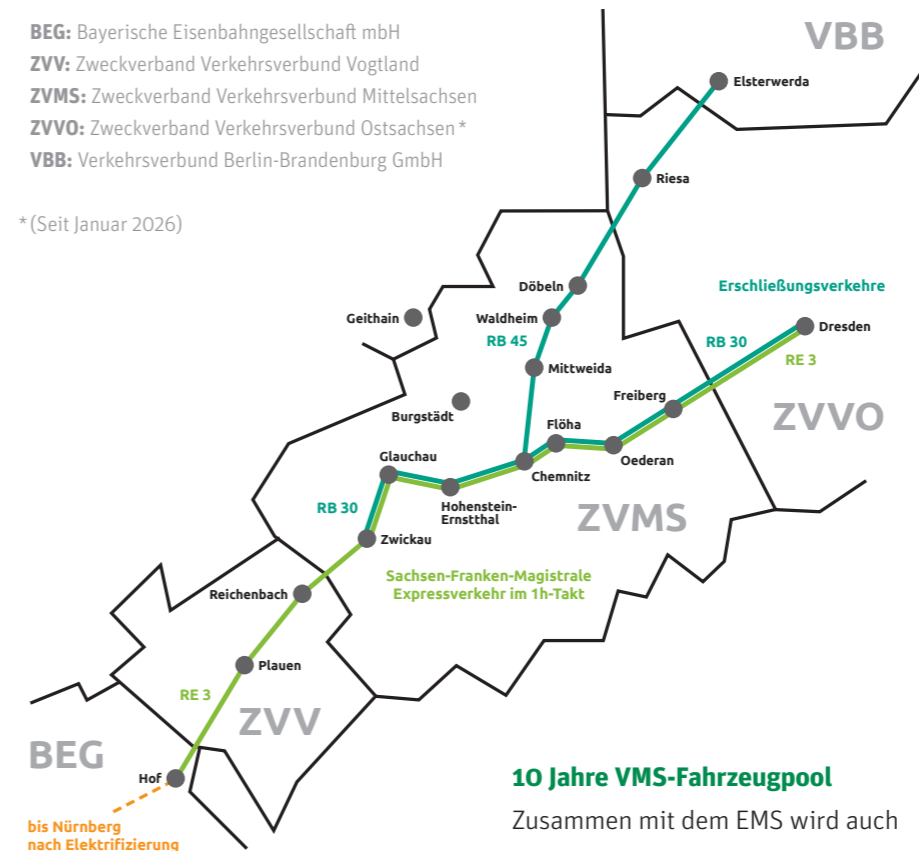 BEG: Bayerische Eisenbahngesellschaft mbH
ZVV: Zweckverband Verkehrsverbund Vogtland
ZVMS: Zweckverband Verkehrsverbund Mittelsachsen
ZVVO: Zweckverband Verkehrsverbund Ostsachsen*
VBB: Verkehrsverbund Berlin-Brandenburg GmbH
*(Seit Januar 2026)
VBB
Elsterwerda
Riesa
Döbeln
Erschließungsverkehre
Geithain
Waldheim
Dresden
RB 45
RB 30
RE 3
Mittweida
Freiberg
Burgstädt
ZVVO
Flöha
Glauchau
Oederan
Chemnitz
RB 30
Hohenstein-
Ernstthal
ZVMS
Zwickau
Sachsen-Franken-Magistrale
Expressverkehr im 1h-Takt
Reichenbach
Plauen
RE 3
ZVV
BEG
Hof
bis Nürnberg
nach Elektrifizierung
10 Jahre VMS-Fahrzeugpool
Zusammen mit dem EMS wird auch